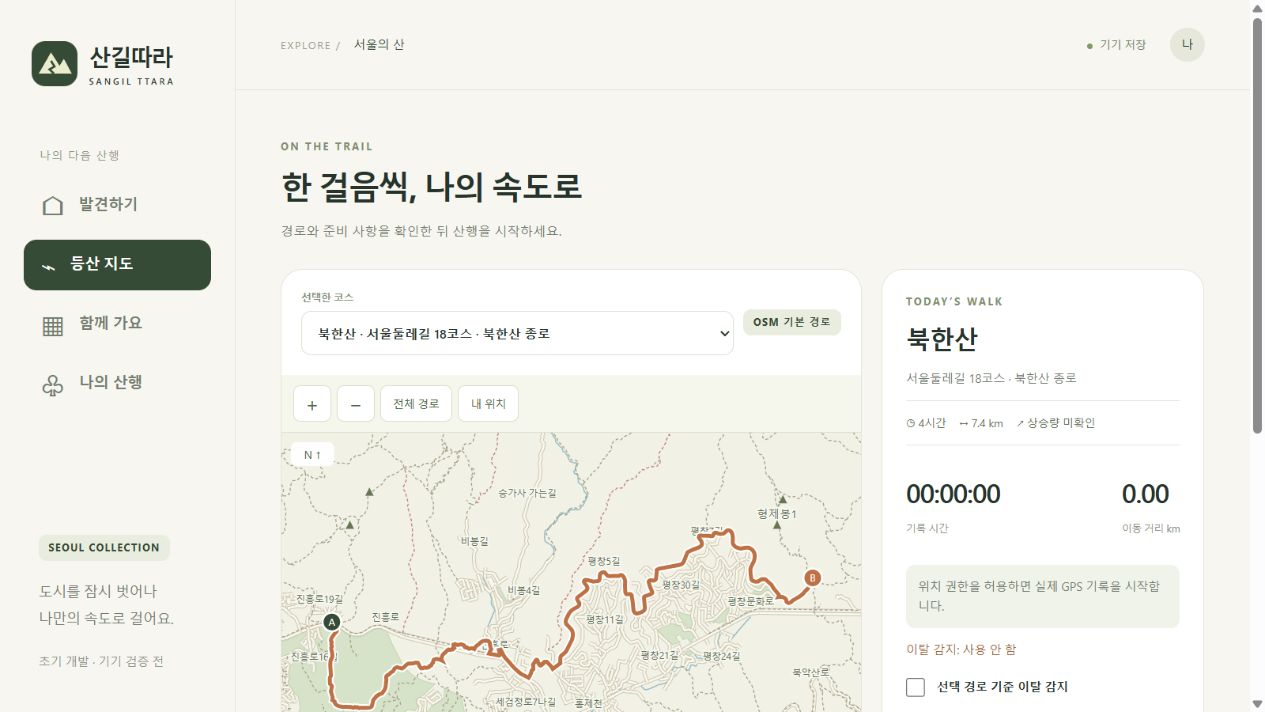 산길따라
SANGIL TTARA
나의 다음 산행
발견하기
등산 지도
함께 가요
나의 산행
SEOUL COLLECTION
도시를 잠시 벗어나
나만의 속도로 걸어요.
초기 개발 · 기기 검증 전
EXPLORE / 서울의 산
기기 저장
나
ON THE TRAIL
한 걸음씩, 나의 속도로
경로와 준비 사항을 확인한 뒤 산행을 시작하세요.
선택한 코스
북한산 · 서울둘레길 18코스 · 북한산 종로
OSM 기본 경로
+
−
전체 경로
내 위치
N ↑
승가사 가는길
형제봉1
비봉길
평창5길
비봉4길
평창30길
진흥로19길
평창문화로
진흥로
평창11길
A
B
평창21길
평창24길
북악산로
세검정로7나길
홍제천
TODAY'S WALK
북한산
서울둘레길 18코스 · 북한산 종로
◷ 4시간 ↔ 7.4 km ↗ 상승량 미확인
00:00:00
0.00
기록 시간
이동 거리 km
위치 권한을 허용하면 실제 GPS 기록을 시작합
니다.
이탈 감지: 사용 안 함
선택 경로 기준 이탈 감지